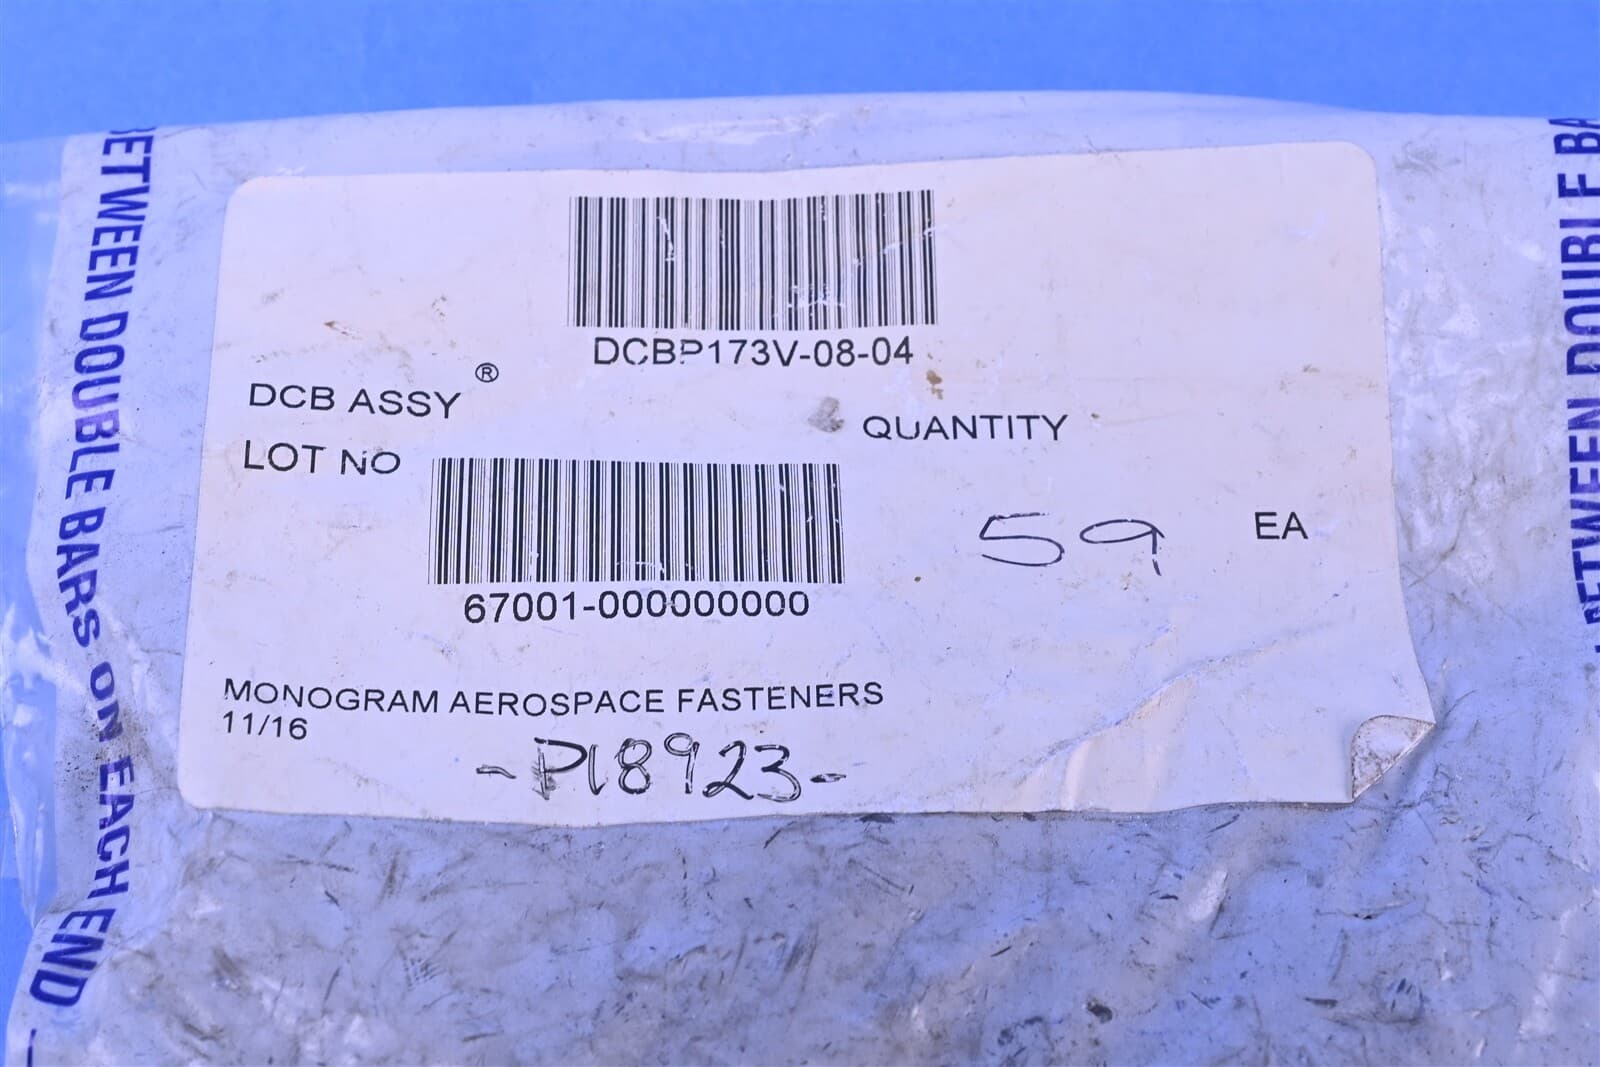 BETWEEN DOUBLE BARS ON EACH END
DCBP173V-08-04
DCB ASSY ®
QUANTITY
LOT NO
59 EA
67001-000000000
MONOGRAM AEROSPACE FASTENERS
11/16
-P18923-
BETWEEN DOUBLE BA